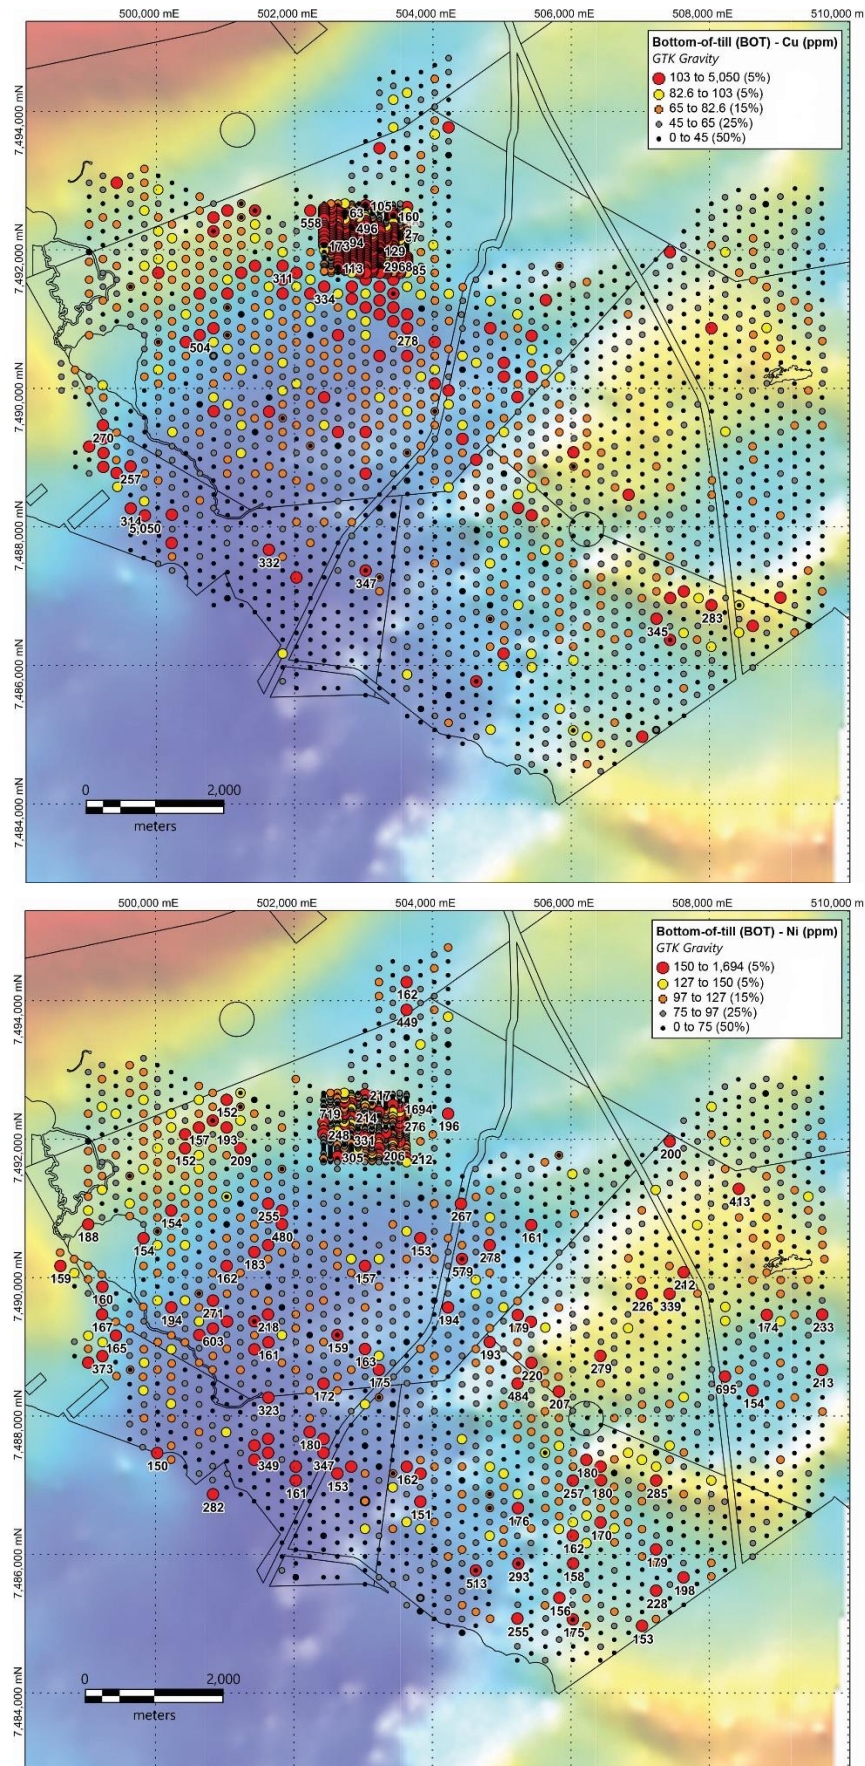 500,000 mE 502,000 mE 504,000 mE 506,000 mE 508,000 mE 510,000 m
Bottom-of-till (BOT) - Cu (ppm)
GTK Gravity
103 to 5,050 (5%)
82.6 to 103 (5%)
65 to 82.6 (15%)
45 to 65 (25%)
0 to 45 (50%)
7,494,000 mN
63 105
558 160
496
27
7,492,000 mN
173 94 129
113 2968 85
311
334
504 278
7,490,000 mN
270
257
314
5,050
7,488,000 mN
332
347
345 283
7,486,000 mN
0 2,000
meters
7,484,000 mN
500,000 mE 502,000 mE 504,000 mE 506,000 mE 508,000 mE 510,000 m
Bottom-of-till (BOT) - Ni (ppm)
GTK Gravity
150 to 1,694 (5%)
127 to 150 (5%)
97 to 127 (15%)
75 to 97 (25%)
0 to 75 (50%)
162
7,494,000 mN
449
217
152 719 214 1694
157 193 248 331 276 196
7,492,000 mN
152 209 305 206 212 200
413
154 255 267
188 480 161
154 183 153 278
159 162 157 579 212
7,490,000 mN
160 271 226 339
167 194 218 194 179 174 233
165 603 161 159 163 193
373 175 220 279 213
172 484 695
323 207 154
7,488,000 mN
150 180
349 347 180
282 161 153 162 257 180 285
151 176 170
162
179
7,486,000 mN
513 293 158 198
156 228
255 175 153
0 2,000
meters
7,484,000 mN